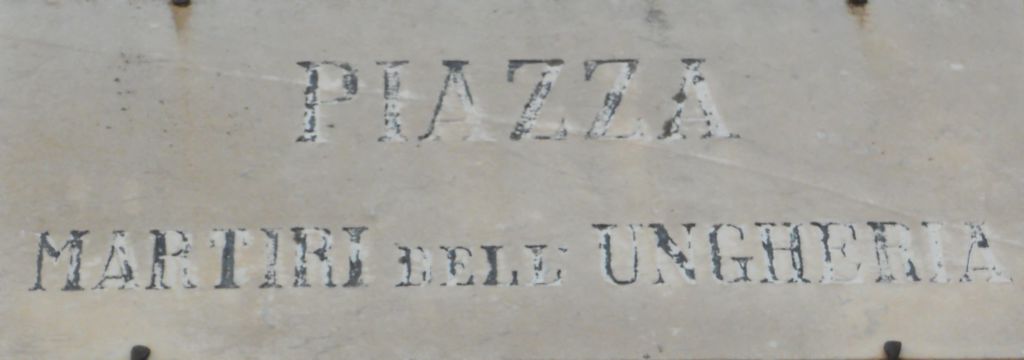 PIAZZA
MARTIRI DELL' UNGHERIA